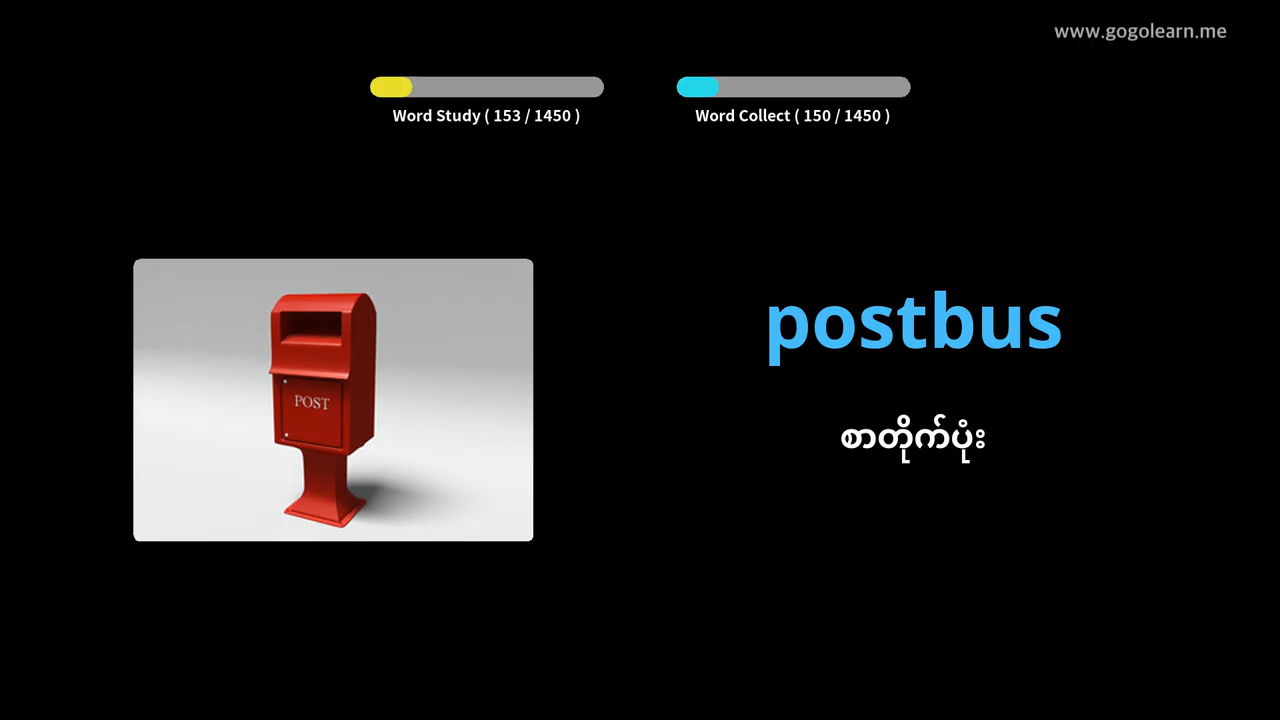 www.gogolearn.me
Word Study ( 153 / 1450 )
Word Collect ( 150 / 1450 )
POST
postbus
စာတိုက်ပုံး